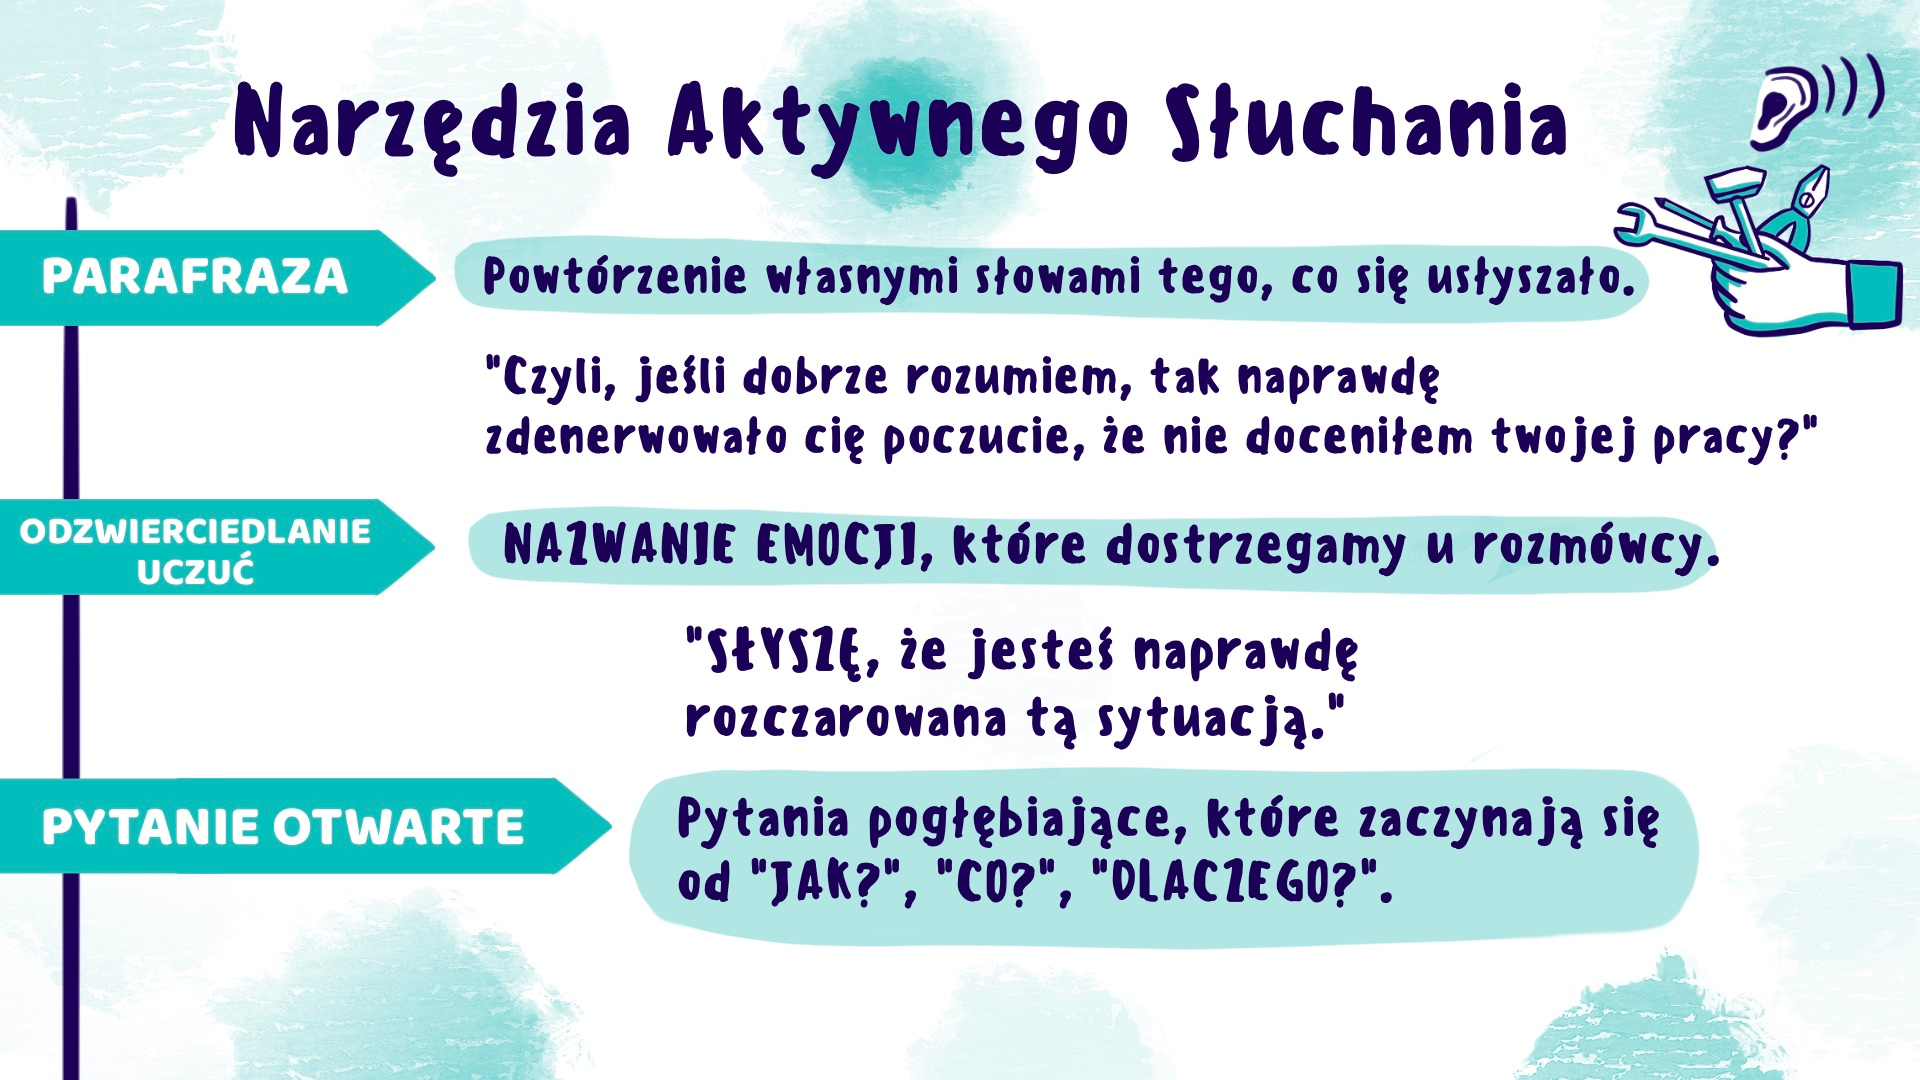 Narzędzia Aktywnego Słuchania
PARAFRAZA
Powtórzenie własnymi słowami tego, co się usłyszało.
"Czyli, jeśli dobrze rozumiem, tak naprawdę
zdenerwowało cię poczucie, że nie doceniłem twojej pracy?"
ODZWIERCIEDLANIE
UCZUĆ
NAZWANIE EMOCJI, które dostrzegamy u rozmówcy.
"SŁYSZĘ, że jesteś naprawdę
rozczarowana tą sytuacją."
PYTANIE OTWARTE
Pytania pogłębiające, które zaczynają się
od "JAK?", "CO?", "DLACZEGO?".